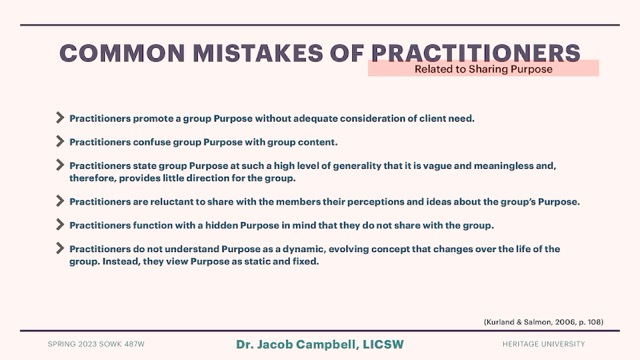 COMMON MISTAKES OF PRACTITIONERS
Related to Sharing Purpose
Practitioners promote a group Purpose without adequate consideration of client need.
Practitioners confuse group Purpose with group content.
Practitioners state group Purpose at such a high level of generality that it is vague and meaningless and,
therefore, provides little direction for the group.
Practitioners are reluctant to share with the members their perceptions and ideas about the group's Purpose.
Practitioners function with a hidden Purpose in mind that they do not share with the group.
Practitioners do not understand Purpose as a dynamic, evolving concept that changes over the life of the
group. Instead, they view Purpose as static and fixed.
(Kurland & Salmon, 2006, p. 108)
SPRING 2023 SOWK 487W
Dr. Jacob Campbell, LICSW
HERITAGE UNIVERSITY